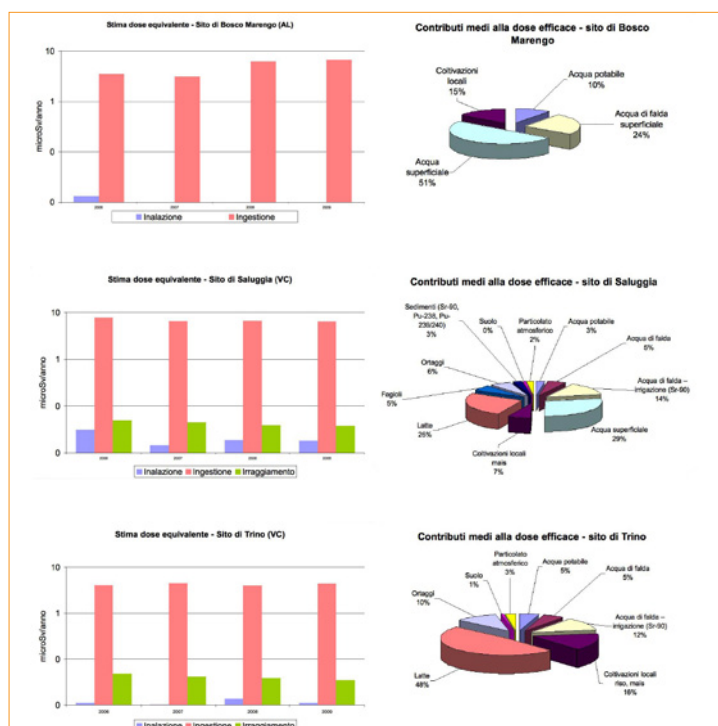 Stima dose equivalente - Sito di Bosco Marengo (AL)
microSv/anno
10
1
0
0
2006
2007
2008
2009
Inalazione
Ingestione
Contributi medi alla dose efficace - sito di Bosco
Marengo
Coltivazioni
locali
15%
Acqua potabile
10%
Acqua di falda
superficiale
24%
Acqua
superficiale
51%
Stima dose equivalente - Sito di Saluggia (VC)
microSv/anno
10
1
0
0
2006
2007
2008
2009
Inalazione
Ingestione
Irraggiamento
Contributi medi alla dose efficace - sito di Saluggia
Sedimenti (Sr-90,
Pu-238, Pu-
239/240)
3%
Suolo
0%
Particolato
atmosferico
2%
Acqua potabile
3%
Acqua di falda
6%
Ortaggi
6%
Acqua di falda –
irrigazione (Sr-90)
14%
Fagioli
5%
Latte
25%
Acqua superficiale
29%
Coltivazioni locali
mais
7%
Stima dose equivalente - Sito di Trino (VC)
microSv/anno
10
1
0
0
2006
2007
2008
2009
Inalazione
Ingestione
Irraggiamento
Contributi medi alla dose efficace - sito di Trino
Particolato
atmosferico
3%
Acqua potabile
5%
Suolo
1%
Acqua di falda
5%
Ortaggi
10%
Acqua di falda –
irrigazione (Sr-90)
12%
Latte
48%
Coltivazioni locali
riso, mais
16%